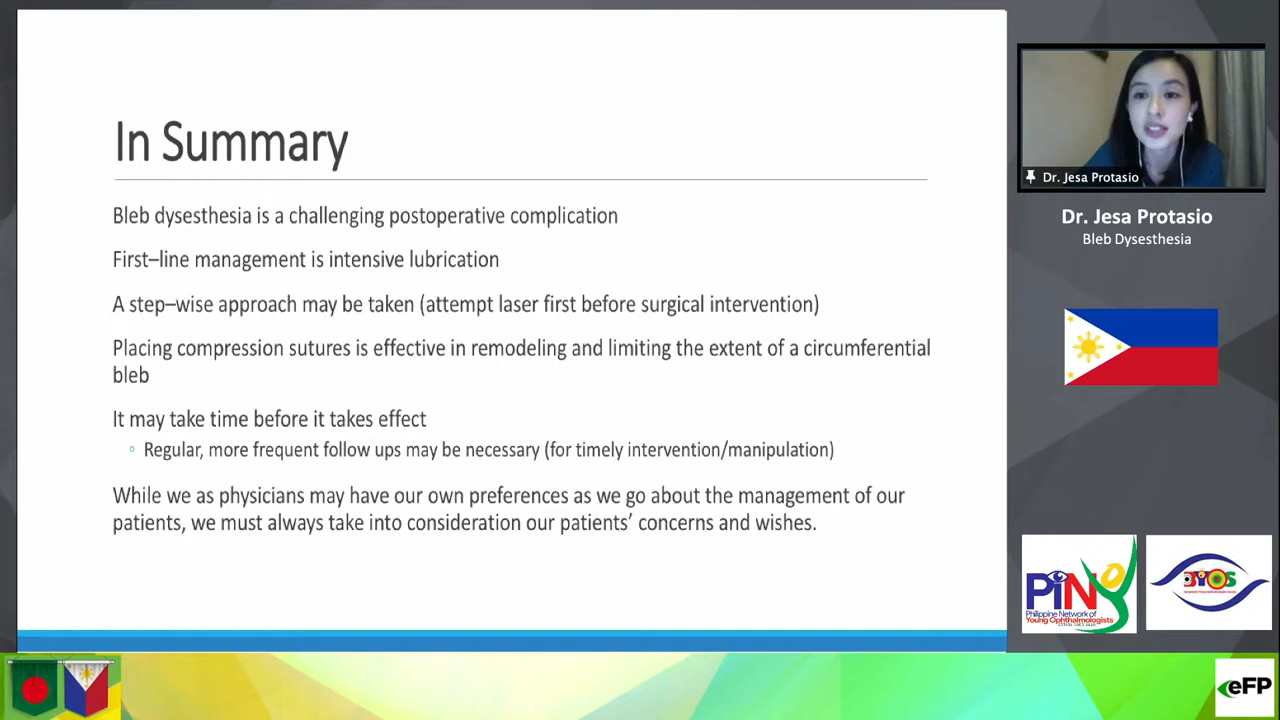 In Summary
Bleb dysesthesia is a challenging postoperative complication
First–line management is intensive lubrication
A step–wise approach may be taken (attempt laser first before surgical intervention)
Placing compression sutures is effective in remodeling and limiting the extent of a circumferential
bleb
It may take time before it takes effect
Regular, more frequent follow ups may be necessary (for timely intervention/manipulation)
While we as physicians may have our own preferences as we go about the management of our
patients, we must always take into consideration our patients’ concerns and wishes.
Dr. Jesa Protasio
Dr. Jesa Protasio
Bleb Dysesthesia
PiNYO
Philippine Network of
Young Ophthalmologists
BYOS
eFP